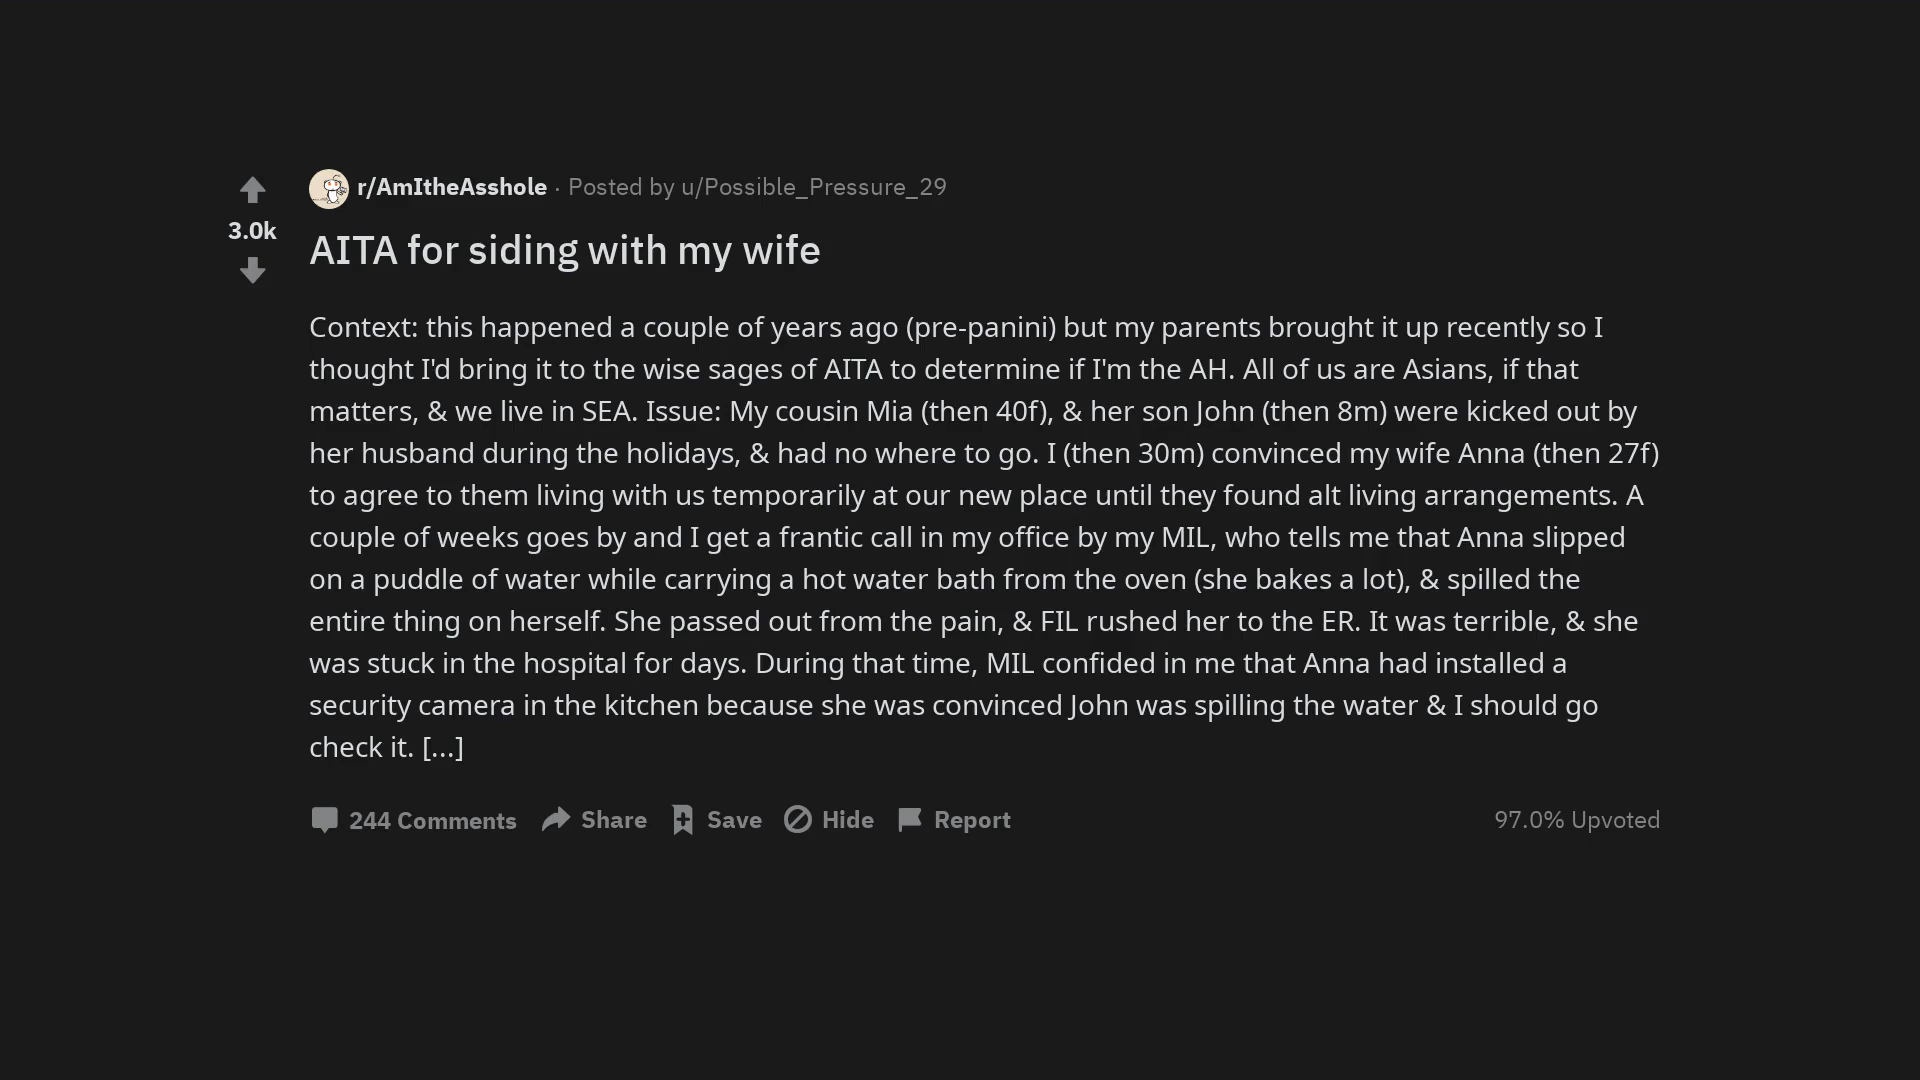 r/AmItheAsshole · Posted by u/Possible_Pressure_29
3.0k
AITA for siding with my wife
Context: this happened a couple of years ago (pre-panini) but my parents brought it up recently so I
thought I'd bring it to the wise sages of AITA to determine if I'm the AH. All of us are Asians, if that
matters, & we live in SEA. Issue: My cousin Mia (then 40f), & her son John (then 8m) were kicked out by
her husband during the holidays, & had no where to go. I (then 30m) convinced my wife Anna (then 27f)
to agree to them living with us temporarily at our new place until they found alt living arrangements. A
couple of weeks goes by and I get a frantic call in my office by my MIL, who tells me that Anna slipped
on a puddle of water while carrying a hot water bath from the oven (she bakes a lot), & spilled the
entire thing on herself. She passed out from the pain, & FIL rushed her to the ER. It was terrible, & she
was stuck in the hospital for days. During that time, MIL confided in me that Anna had installed a
security camera in the kitchen because she was convinced John was spilling the water & I should go
check it. [...]
244 Comments Share Save Hide Report 97.0% Upvoted